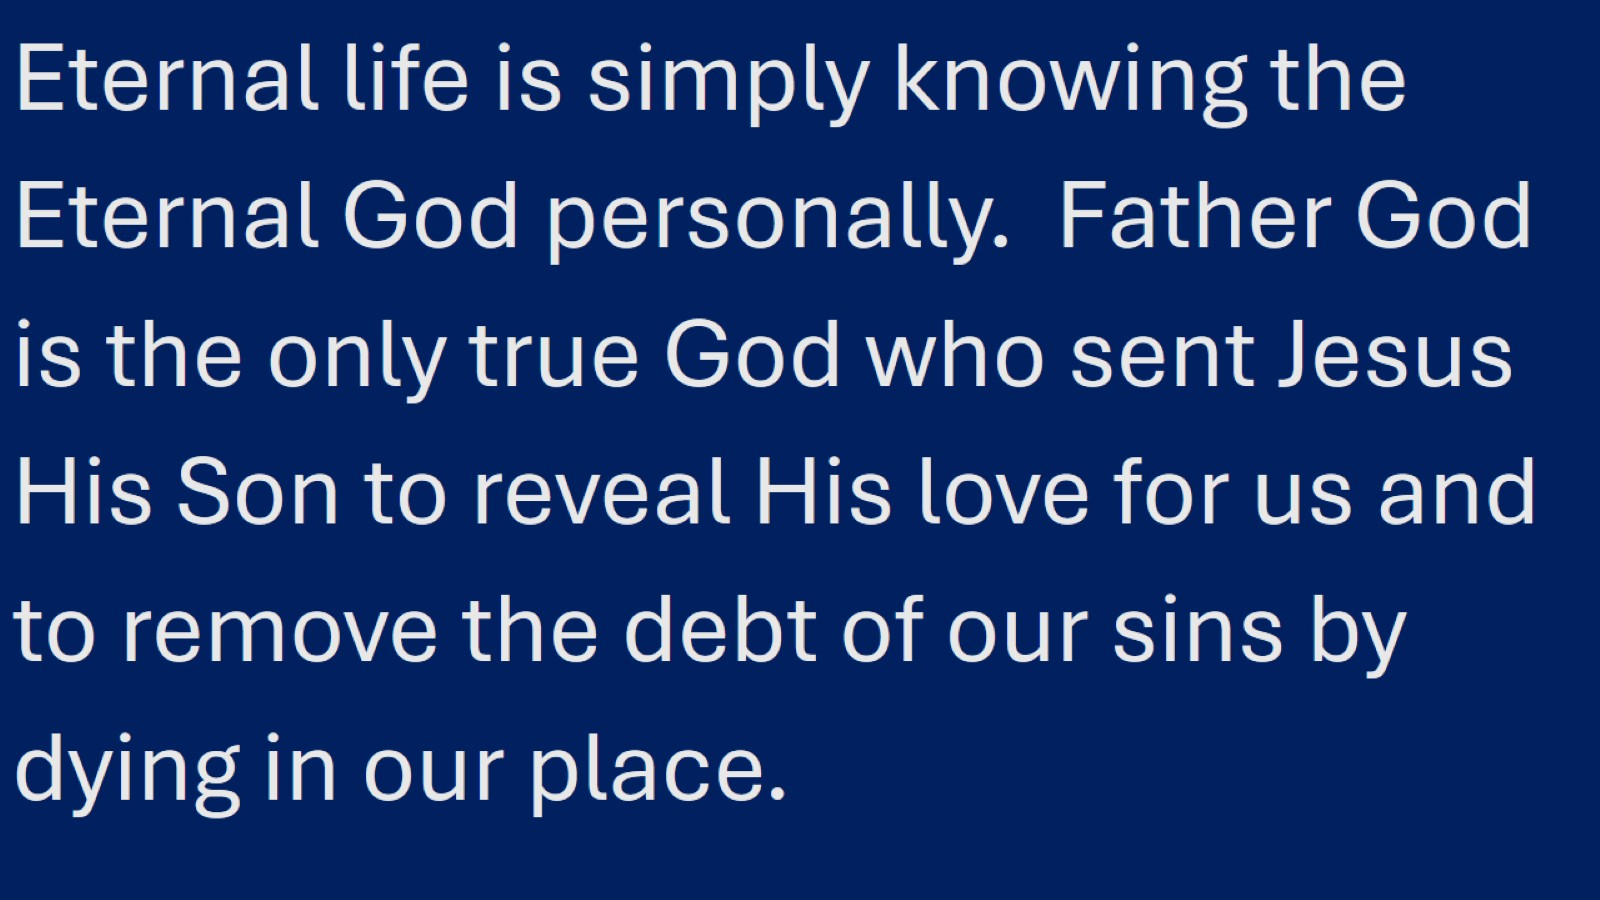 Eternal life is simply knowing the
Eternal God personally.  Father God
is the only true God who sent Jesus
His Son to reveal His love for us and
to remove the debt of our sins by
dying in our place.